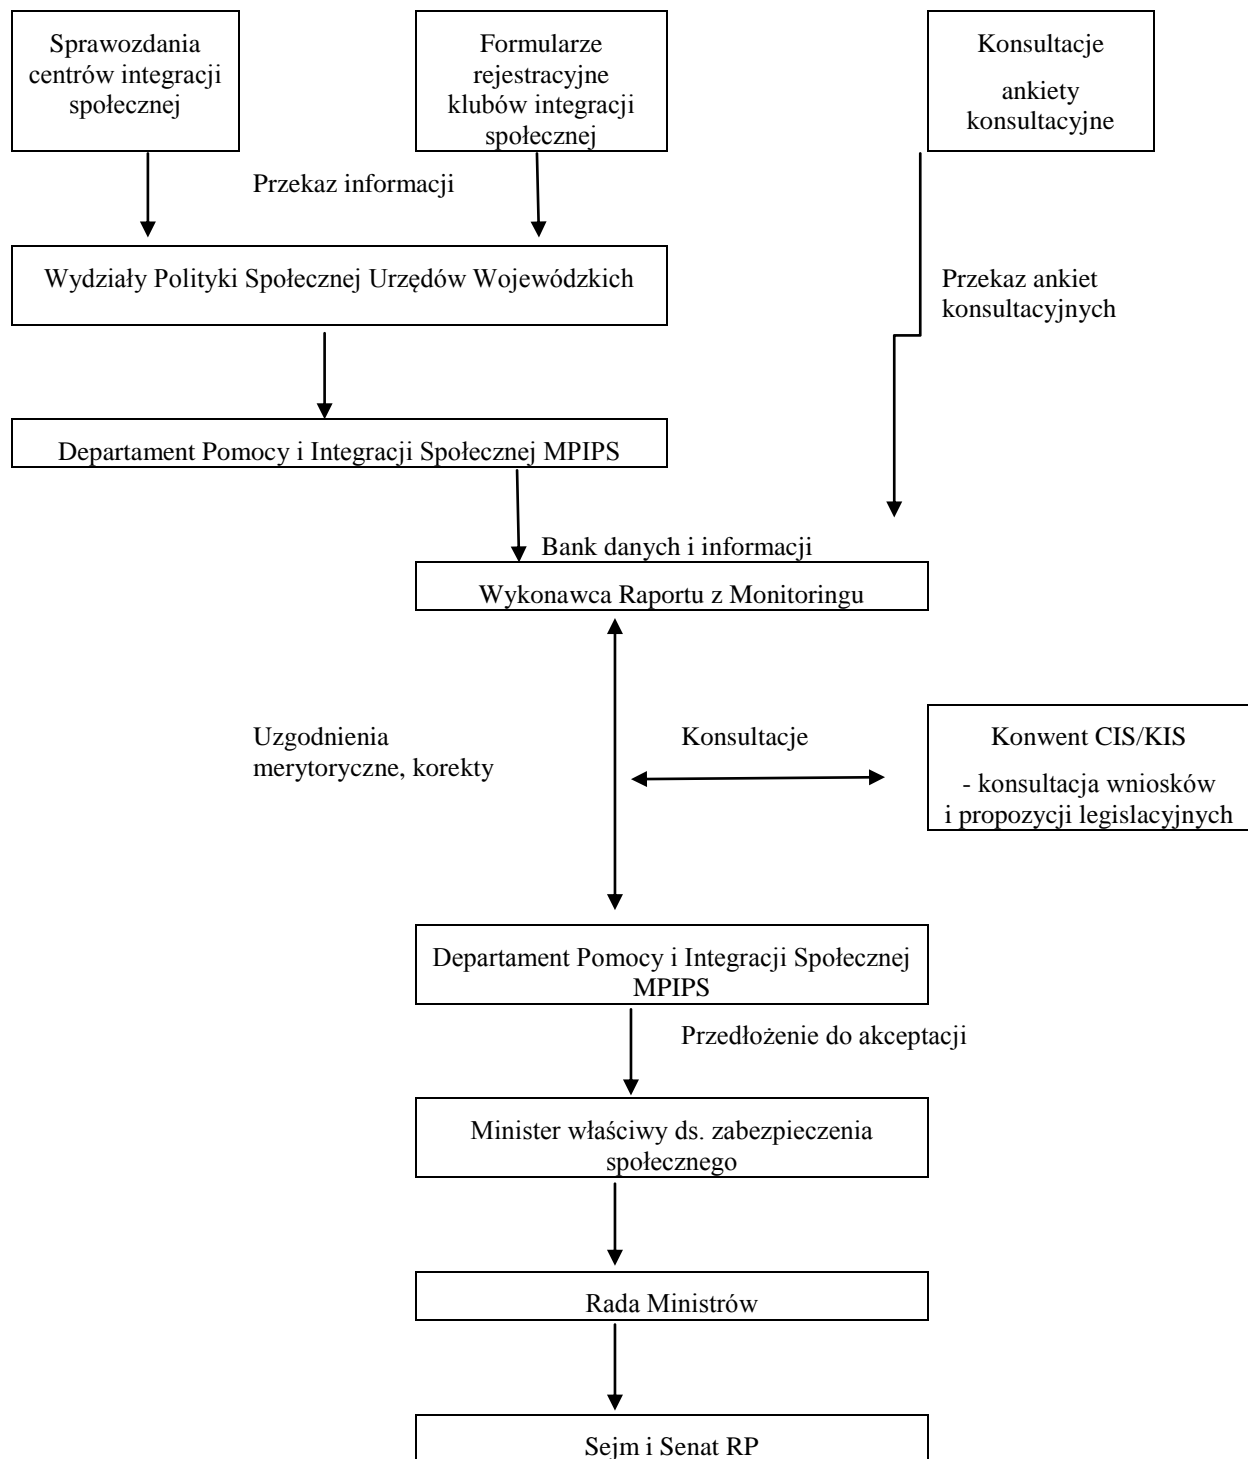 Sprawozdania
centrów integracji
społecznej
Formularze
rejestracyjne
klubów integracji
społecznej
Konsultacje
ankiety
konsultacyjne
Przekaz informacji
Wydziały Polityki Społecznej Urzędów Wojewódzkich
Przekaz ankiet
konsultacyjnych
Departament Pomocy i Integracji Społecznej MPIPS
Bank danych i informacji
Wykonawca Raportu z Monitoringu
Uzgodnienia
merytoryczne, korekty
Konsultacje
Konwent CIS/KIS
- konsultacja wniosków
i propozycji legislacyjnych
Departament Pomocy i Integracji Społecznej
MPIPS
Przedłożenie do akceptacji
Minister właściwy ds. zabezpieczenia
społecznego
Rada Ministrów
Sejm i Senat RP